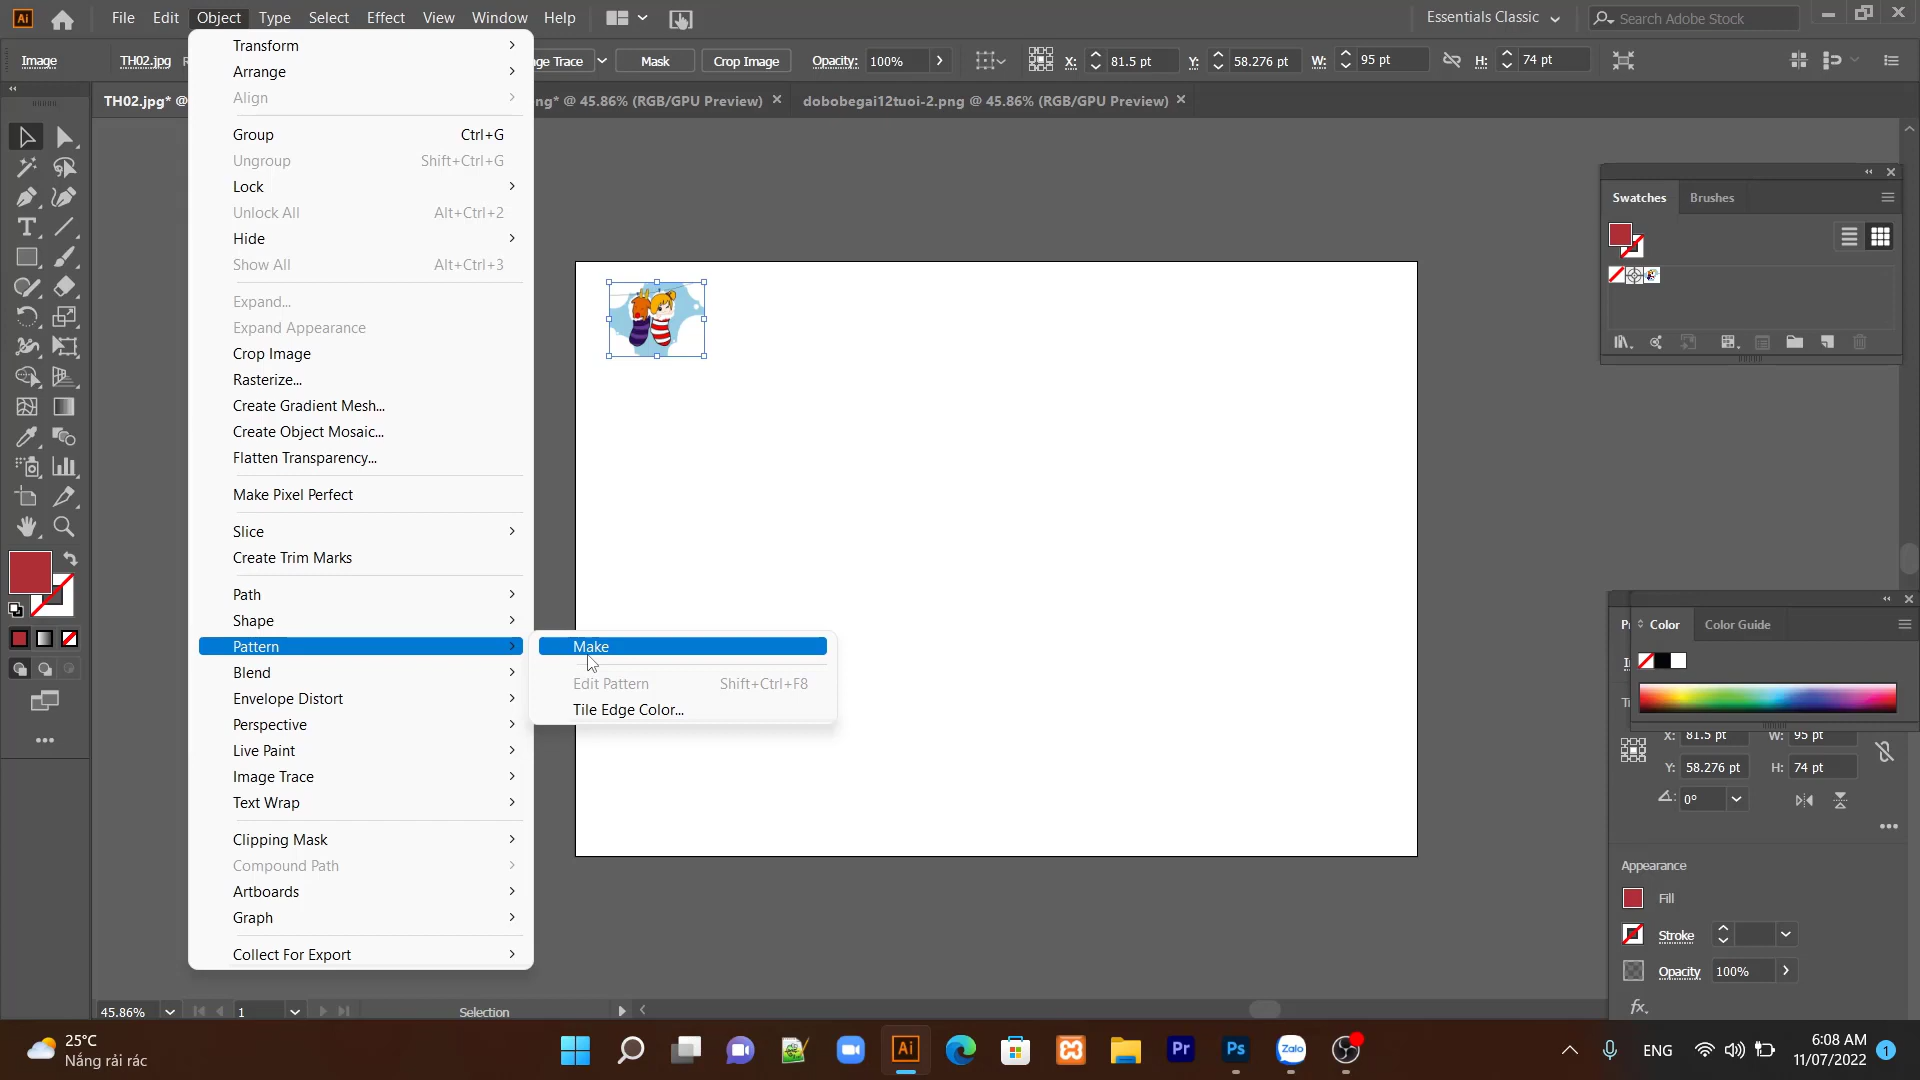 Ai File Edit Object Type Select Effect View Window Help Essentials Classic Search Adobe Stock
Image TH02.jpg ge Trace Mask Crop Image Opacity: 100% X: 81.5 pt Y: 58.276 pt W: 95 pt H: 74 pt
TH02.jpg* @ ng* @ 45.86% (RGB/GPU Preview) dobobegai12tuoi-2.png @ 45.86% (RGB/GPU Preview)
Transform
Arrange
Align
Group Ctrl+G
Ungroup Shift+Ctrl+G
Lock
Unlock All Alt+Ctrl+2
Hide
Show All Alt+Ctrl+3
Expand...
Expand Appearance
Crop Image
Rasterize...
Create Gradient Mesh...
Create Object Mosaic...
Flatten Transparency...
Make Pixel Perfect
Slice
Create Trim Marks
Path
Shape
Pattern
Blend
Envelope Distort
Perspective
Live Paint
Image Trace
Text Wrap
Clipping Mask
Compound Path
Artboards
Graph
Collect For Export
Make
Edit Pattern Shift+Ctrl+F8
Tile Edge Color...
Swatches Brushes
Color Color Guide
X: 81.5 pt W: 95 pt
Y: 58.276 pt H: 74 pt
0°
Appearance
Fill
Stroke
Opacity 100%
fx.
45.86% 1 Selection
25°C
Nắng rải rác
Ai Pr Ps Zalo
ENG
6:08 AM
11/07/2022
1